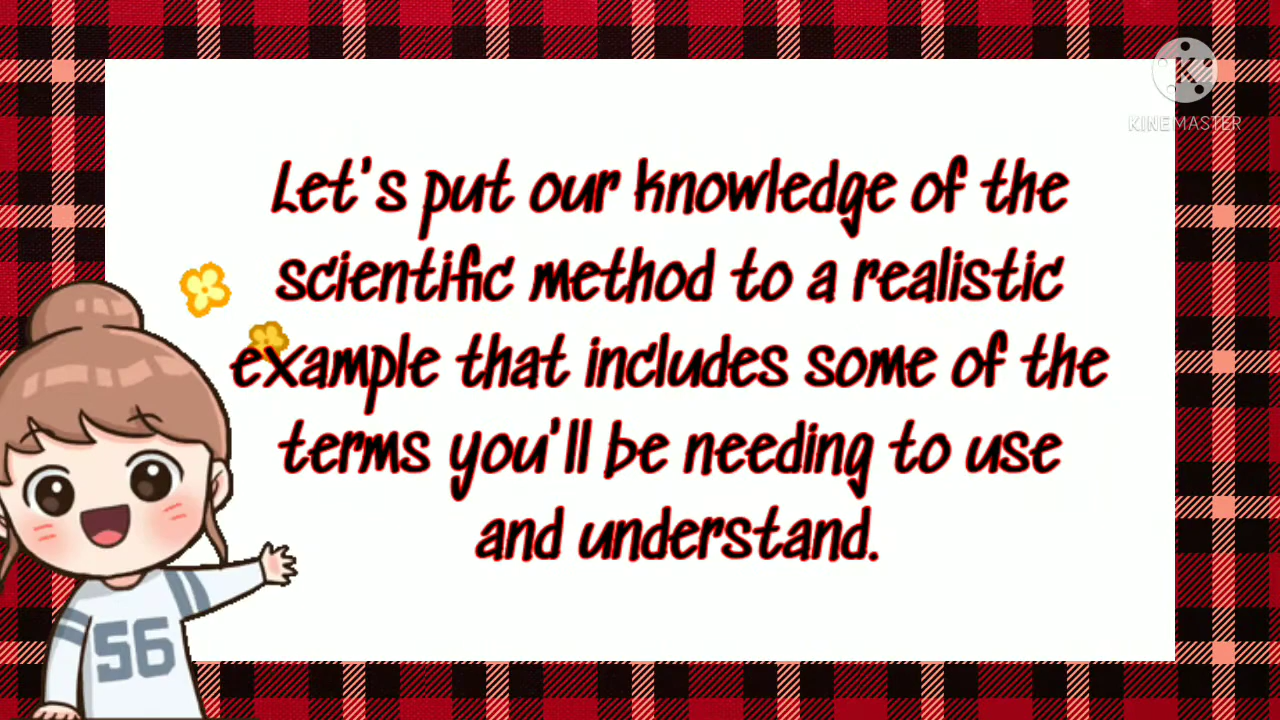 KINEMASTER
Let's put our knowledge of the
scientific method to a realistic
example that includes some of the
terms you'll be needing to use
and understand.
56